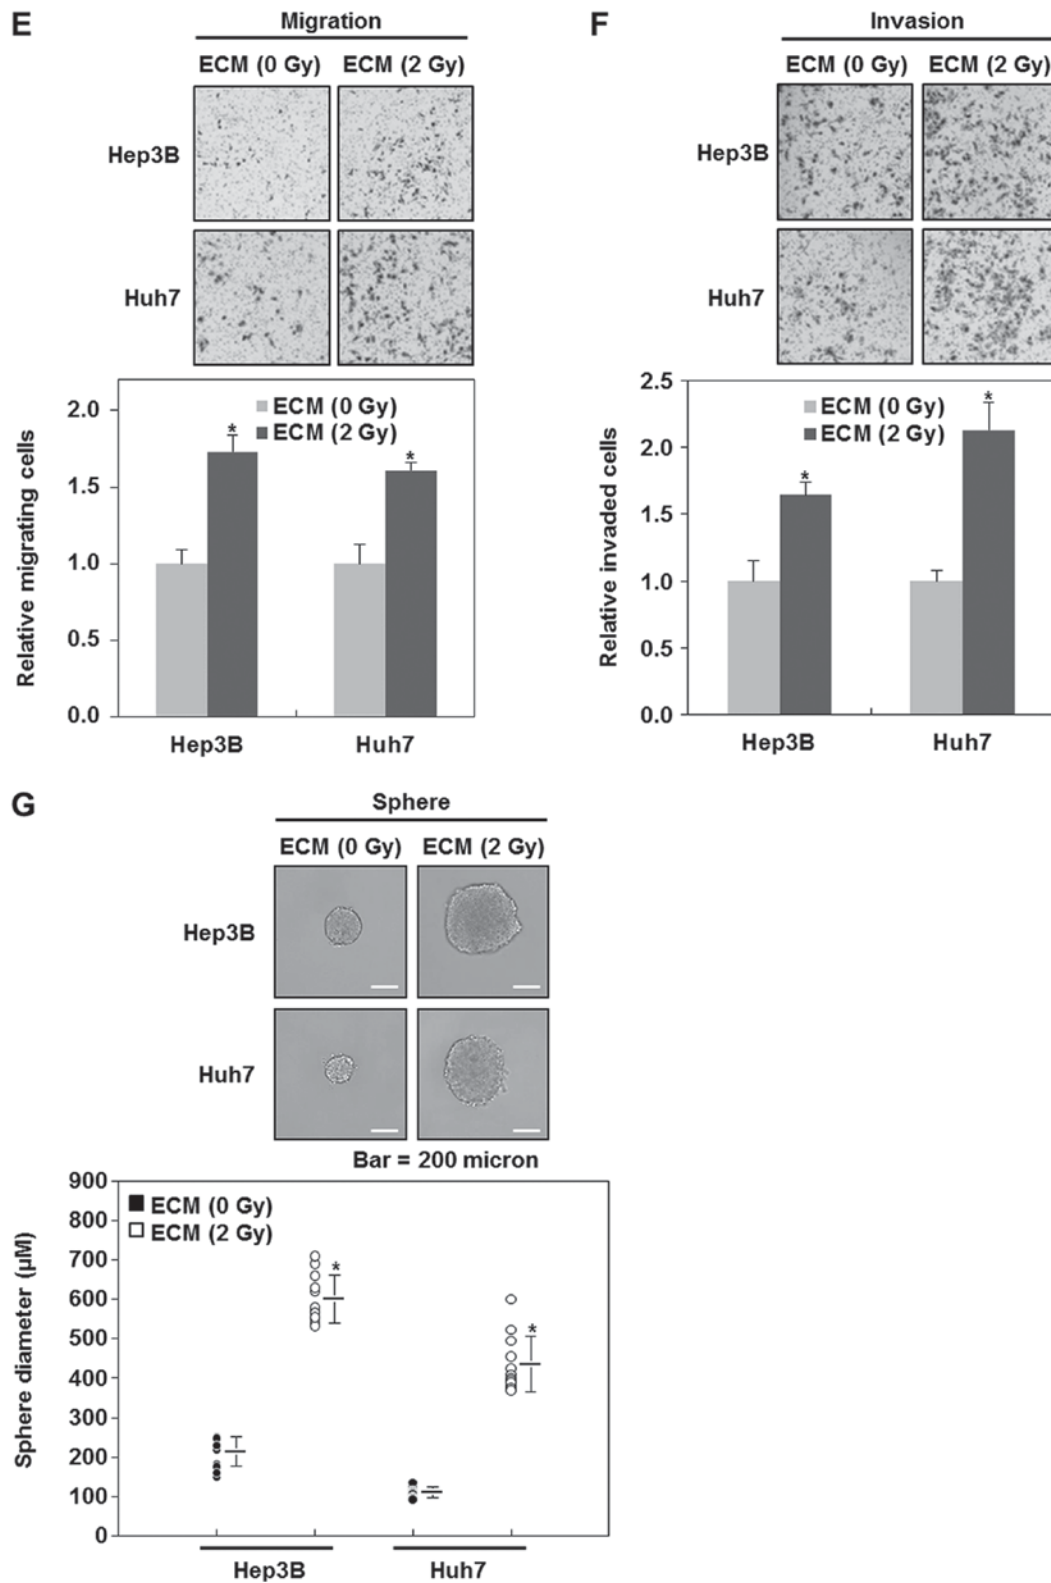 E
Migration
ECM (0 Gy) ECM (2 Gy)
Hep3B
Huh7
2.0
1.5
1.0
0.5
0.0
Relative migrating cells
ECM (0 Gy)
ECM (2 Gy)
*
*
Hep3B Huh7
F
Invasion
ECM (0 Gy) ECM (2 Gy)
Hep3B
Huh7
2.5
2.0
1.5
1.0
0.5
0.0
Relative invaded cells
ECM (0 Gy)
ECM (2 Gy)
*
*
Hep3B Huh7
G
Sphere
ECM (0 Gy) ECM (2 Gy)
Hep3B
Huh7
Bar = 200 micron
900
800
700
600
500
400
300
200
100
0
Sphere diameter (µM)
ECM (0 Gy)
ECM (2 Gy)
*
*
Hep3B Huh7